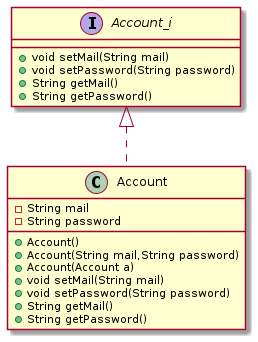 I Account_i
void setMail(String mail)
void setPassword(String password)
String getMail()
String getPassword()
C Account
String mail
String password
Account()
Account(String mail,String password)
Account(Account a)
void setMail(String mail)
void setPassword(String password)
String getMail()
String getPassword()